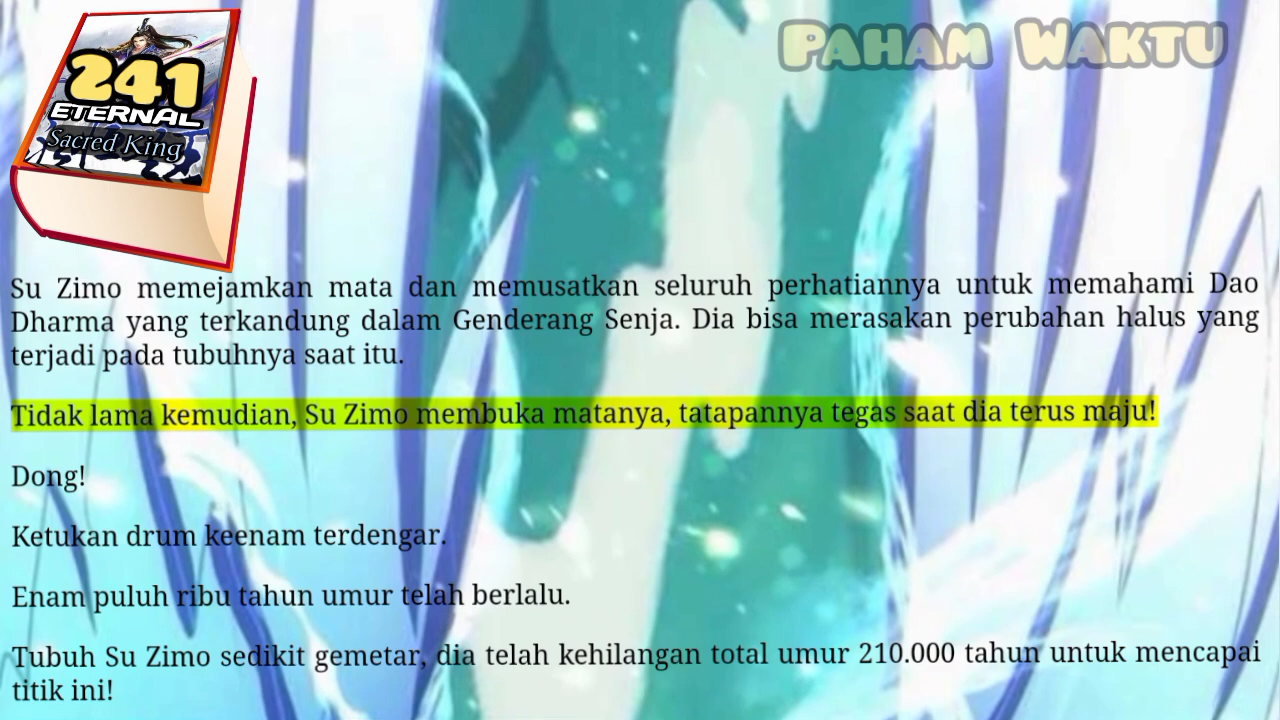 Paham Waktu
241
ETERNAL
Sacred King
Su Zimo memejamkan mata dan memusatkan seluruh perhatiannya untuk memahami Dao
Dharma yang terkandung dalam Genderang Senja. Dia bisa merasakan perubahan halus yang
terjadi pada tubuhnya saat itu.
Tidak lama kemudian, Su Zimo membuka matanya, tatapannya tegas saat dia terus maju!
Dong!
Ketukan drum keenam terdengar.
Enam puluh ribu tahun umur telah berlalu.
Tubuh Su Zimo sedikit gemetar, dia telah kehilangan total umur 210.000 tahun untuk mencapai
titik ini!